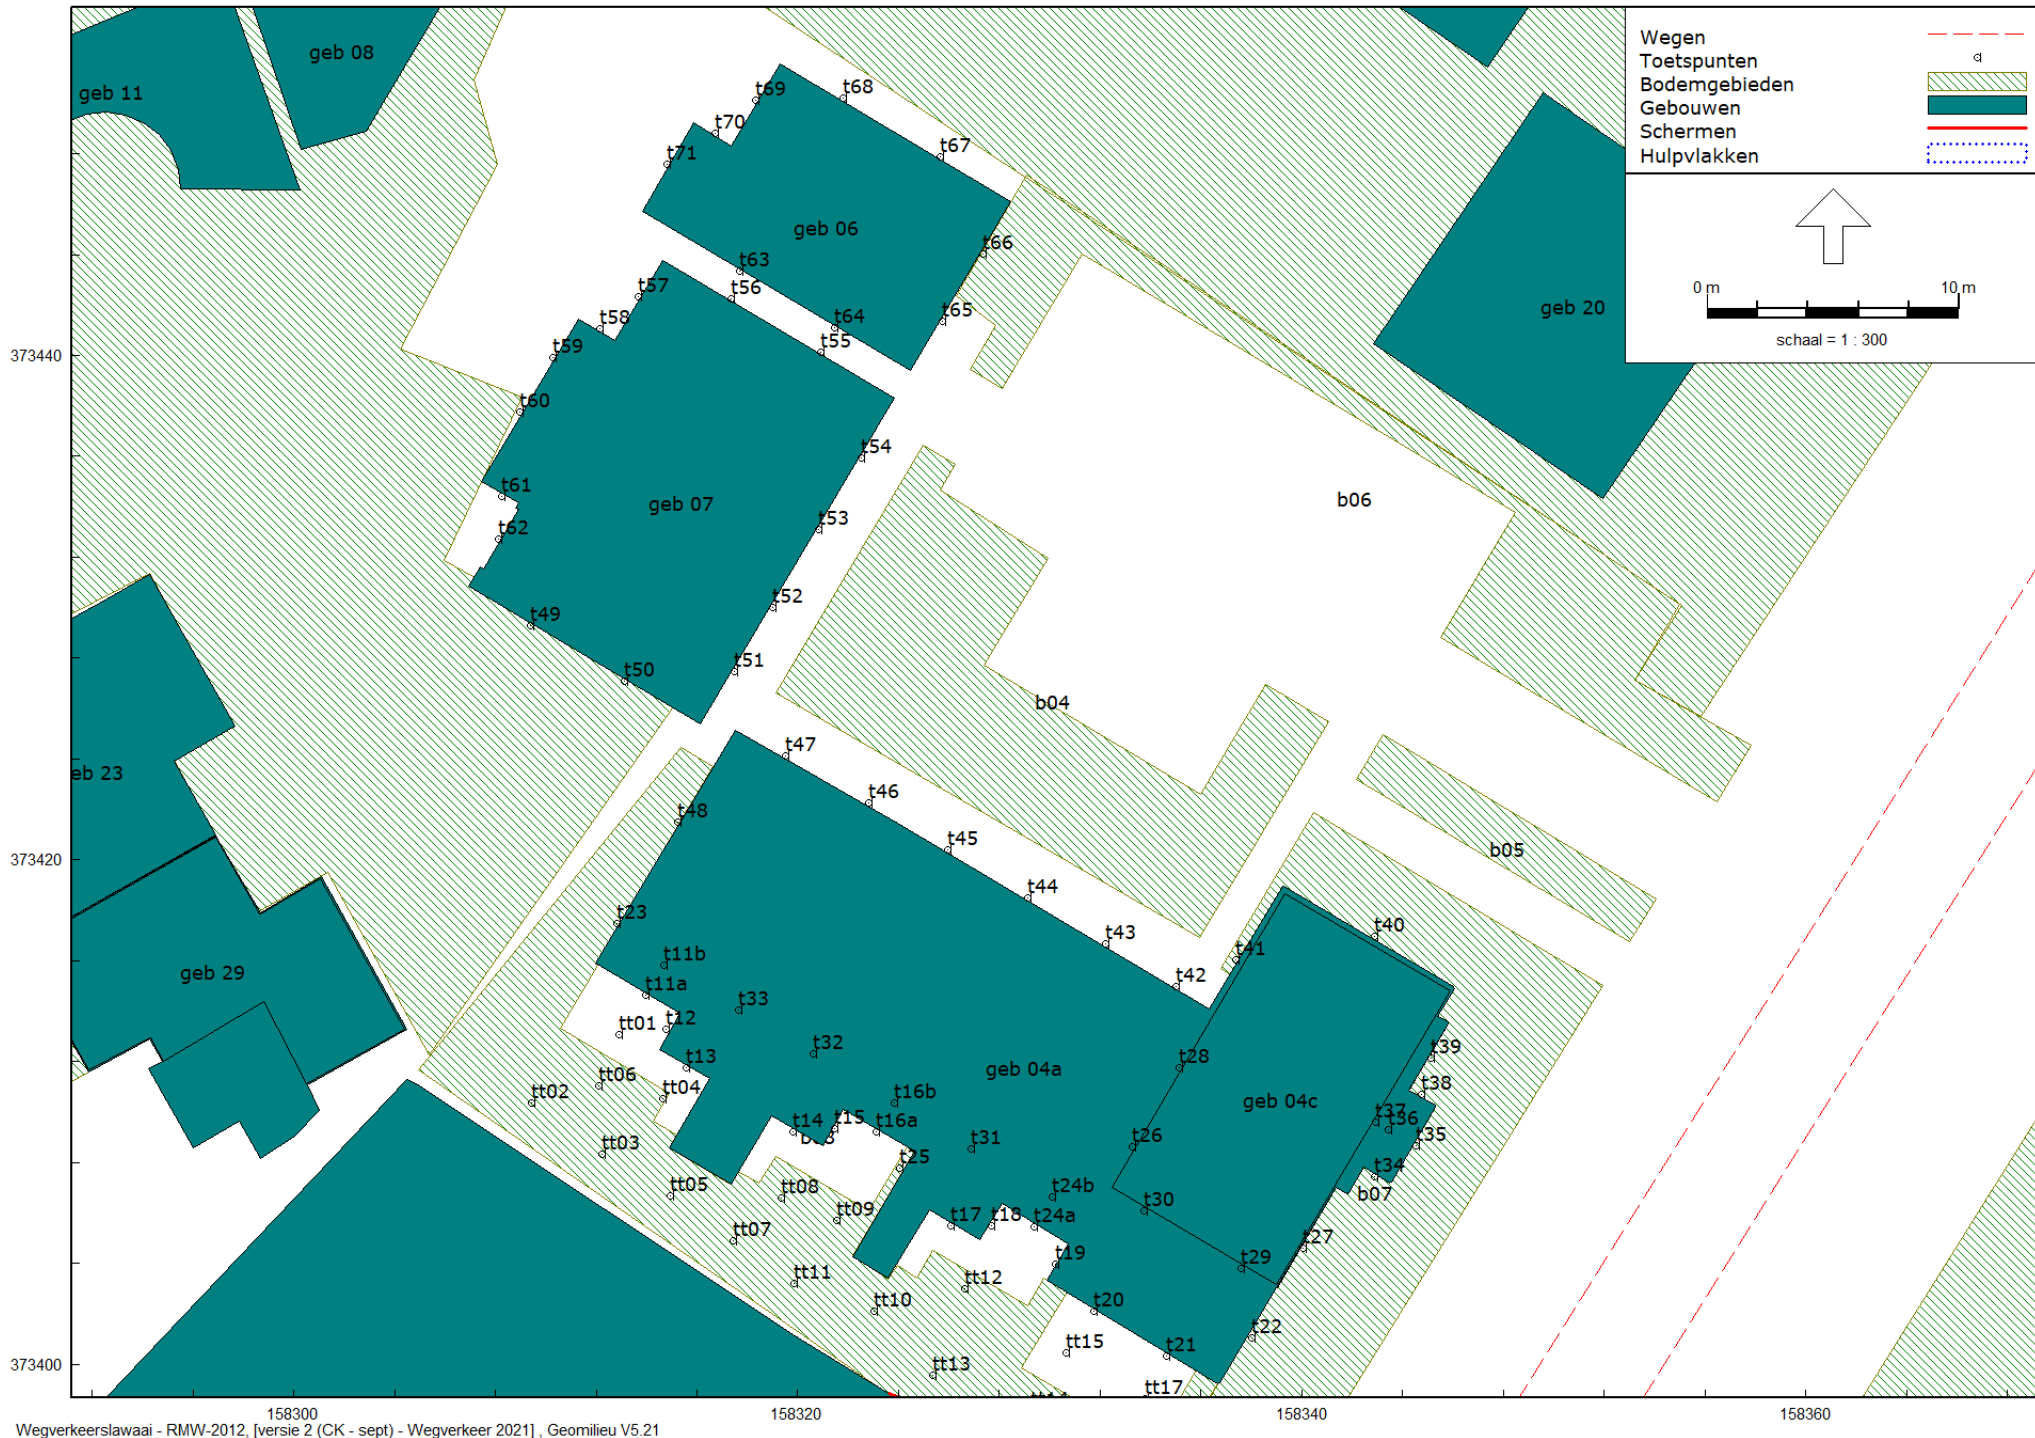 Wegen
Toetspunten
Bodemgebieden
Gebouwen
Schermen
Hulpvlakken
0 m
10 m
schaal = 1 : 300
geb 08
geb 11
t69
t68
t70
t67
t71
geb 06
t66
t63
t57
t56
t65
t64
t58
t55
t59
geb 20
373440
t60
t54
t61
geb 07
b06
t53
t62
t52
t49
t51
t50
b04
t47
eb 23
t46
t48
t45
b05
373420
t44
t23
t40
t43
t41
t11b
geb 29
t42
t11a
t33
tt01
t12
t32
t39
t13
geb 04a
t28
t06
tt04
t38
tt02
t16b
geb 04c
t37
t36
t14
t15
t16a
t26
t35
tt03
t31
t25
t34
tt05
tt08
t24b
b07
t30
tt09
t17
t18
t24a
tt07
t27
t19
t29
tt11
tt12
tt10
t20
t22
tt15
t21
tt13
373400
tt17
158300
158320
158340
158360
Wegverkeerslawaai - RMW-2012, [versie 2 (CK - sept) - Wegverkeer 2021] , Geomilieu V5.21